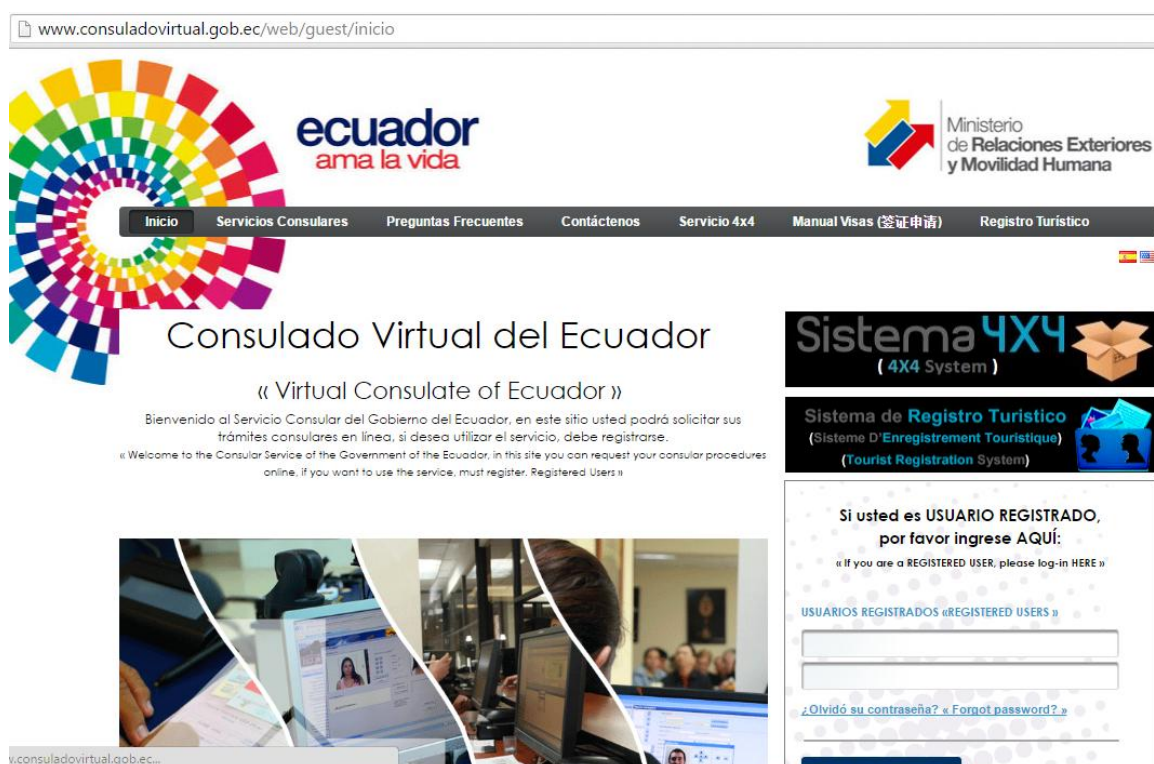 www.consuladovirtual.gob.ec/web/guest/inicio
ecuador
ama la vida
Ministerio
de Relaciones Exteriores
y Movilidad Humana
Inicio Servicios Consulares Preguntas Frecuentes Contáctenos Servicio 4x4 Manual Visas (签证申请) Registro Turístico
Consulado Virtual del Ecuador
« Virtual Consulate of Ecuador »
Bienvenido al Servicio Consular del Gobierno del Ecuador, en este sitio usted podrá solicitar sus
trámites consulares en línea, si desea utilizar el servicio, debe registrarse.
« Welcome to the Consular Service of the Government of the Ecuador, in this site you can request your consular procedures
online, if you want to use the service, must register. Registered Users »
Sistema 4X4
( 4X4 System )
Sistema de Registro Turistico
(Sisteme D'Enregistrement Touristique)
(Tourist Registration System)
Si usted es USUARIO REGISTRADO,
por favor ingrese AQUÍ:
« If you are a REGISTERED USER, please log-in HERE »
USUARIOS REGISTRADOS «REGISTERED USERS »
¿Olvidó su contraseña? « Forgot password? »
v.consuladovirtual.gob.ec...